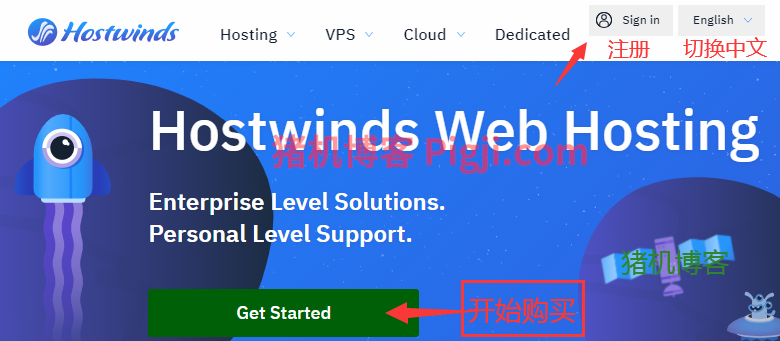 Hostwinds
Hosting VPS Cloud Dedicated
Sign in English
注册 切换中文
Hostwinds Web Hosting
猪机博客 Pigji.com
Enterprise Level Solutions.
Personal Level Support.
猪机博客
Get Started 开始购买